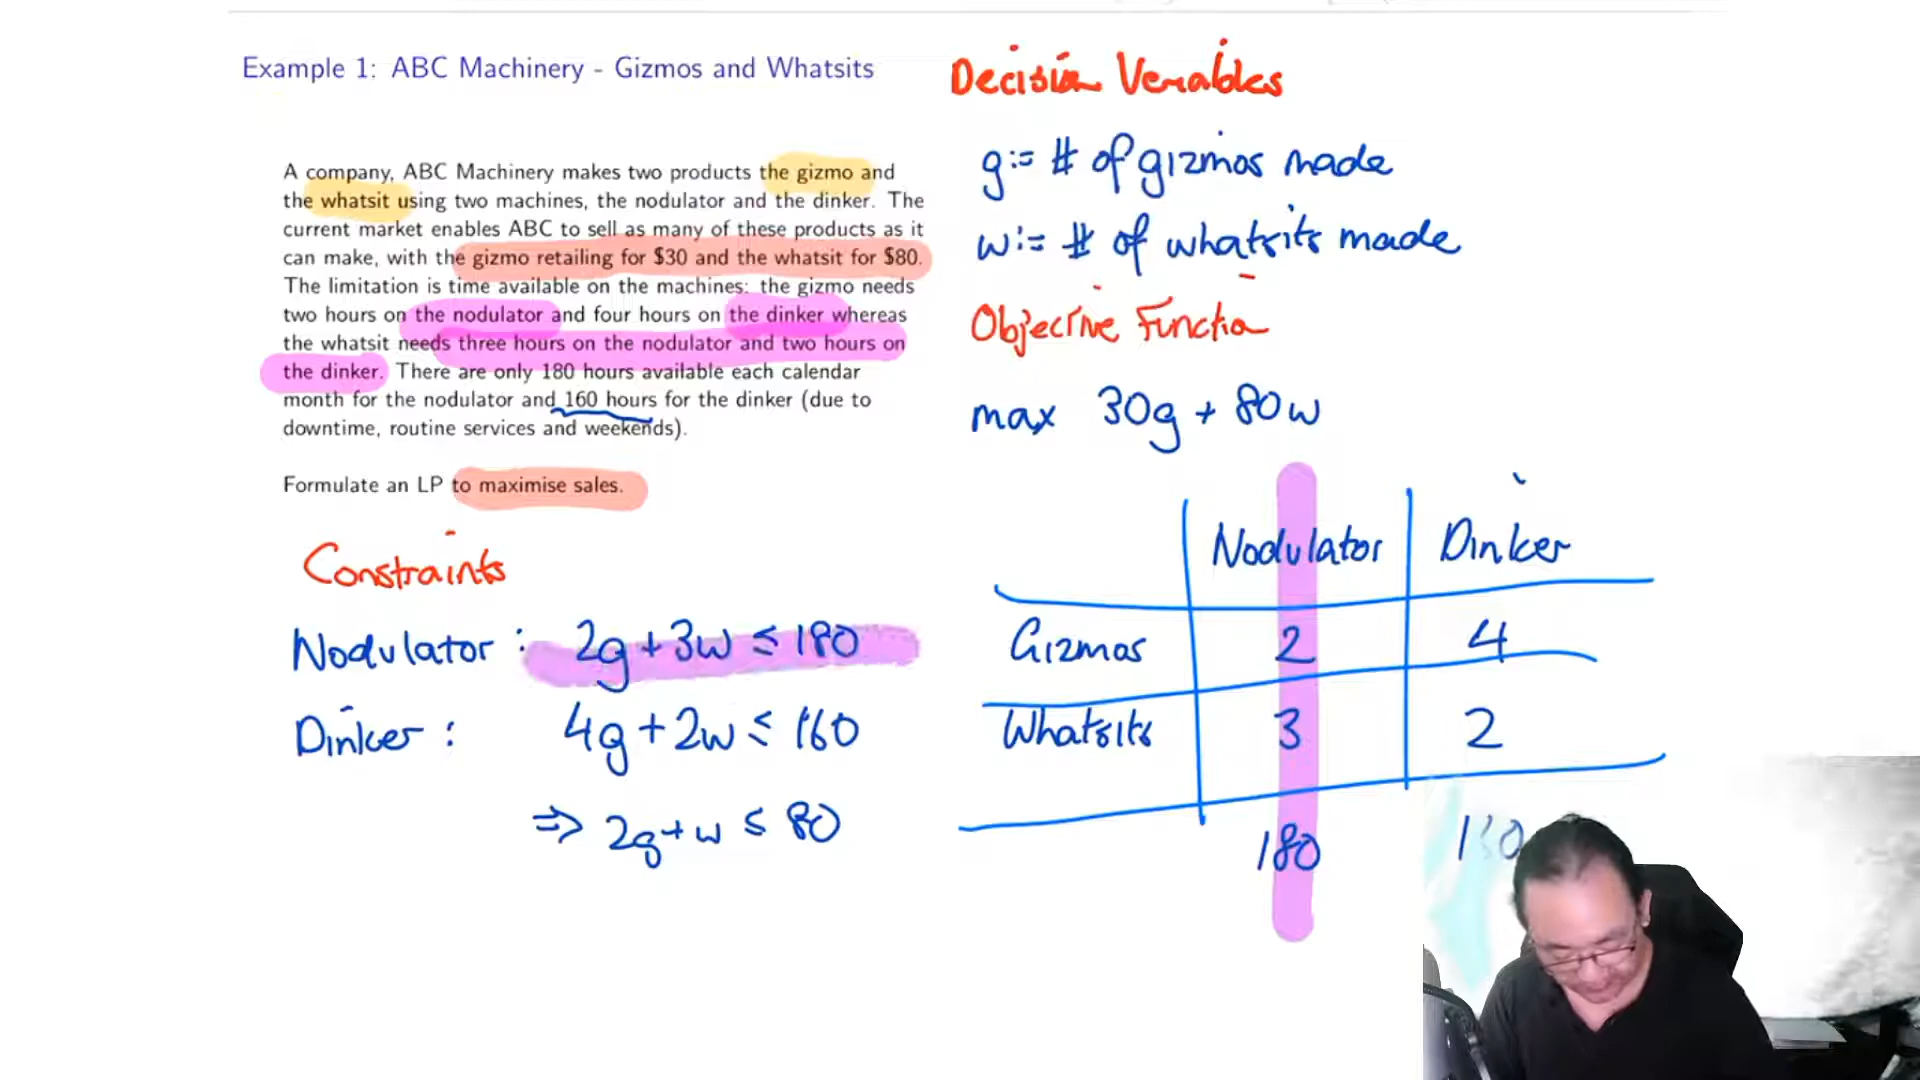 Example 1: ABC Machinery - Gizmos and Whatsits
A company, ABC Machinery makes two products the gizmo and
the whatsit using two machines, the nodulator and the dinker. The
current market enables ABC to sell as many of these products as it
can make, with the gizmo retailing for $30 and the whatsit for $80.
The limitation is time available on the machines: the gizmo needs
two hours on the nodulator and four hours on the dinker whereas
the whatsit needs three hours on the nodulator and two hours on
the dinker. There are only 180 hours available each calendar
month for the nodulator and 160 hours for the dinker (due to
downtime, routine services and weekends).
Formulate an LP to maximise sales.
Constraints
Nodulator: 2g+3w ≤ 180
Dinker: 4g+2w ≤ 160
⇒ 2g+w ≤ 80
Decision Variables
g:= # of gizmos made
w:= # of whatsits made
Objective Function
max 30g + 80w
Nodulator Dinker
Gizmos 2 4
Whatsits 3 2
180